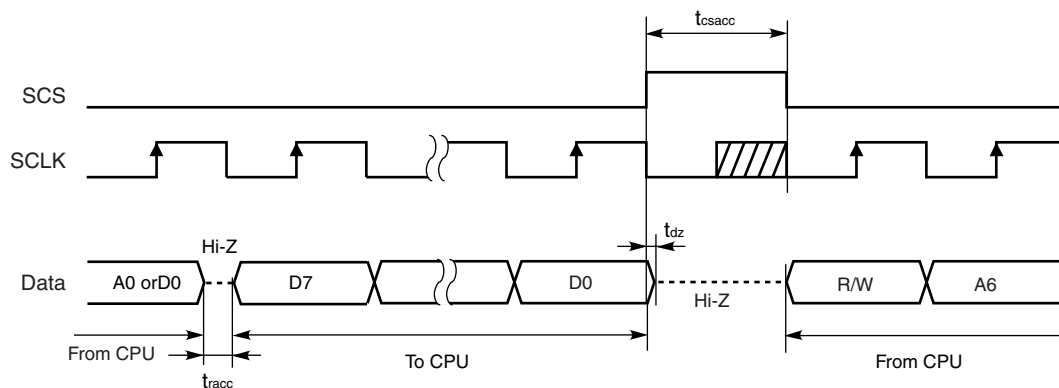 tcsacc
SCS
SCLK
Hi-Z
tdz
Data
A0 orD0
D7
D0
Hi-Z
R/W
A6
From CPU
To CPU
From CPU
tracc